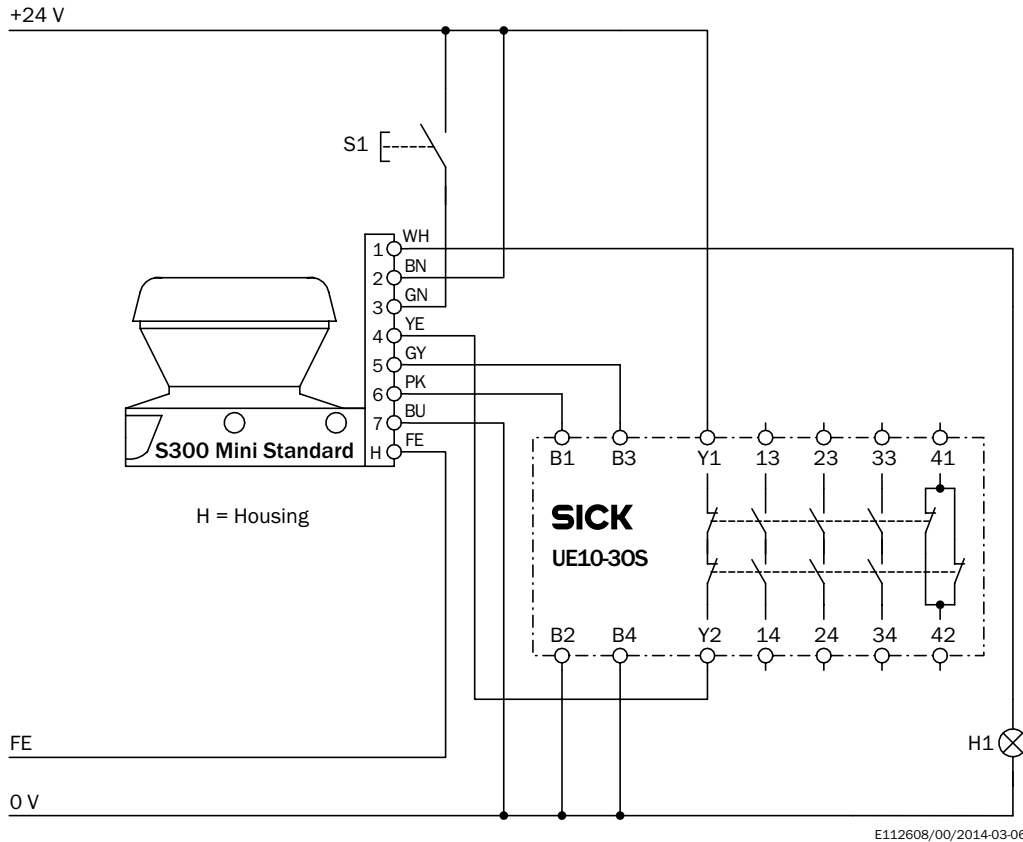 +24 V
S1
1 WH
2 BN
3 GN
4 YE
5 GY
6 PK
7 BU
H FE
S300 Mini Standard
H = Housing
B1 B3 Y1 13 23 33 41
SICK
UE10-30S
B2 B4 Y2 14 24 34 42
FE
H1
0 V
E112608/00/2014-03-06